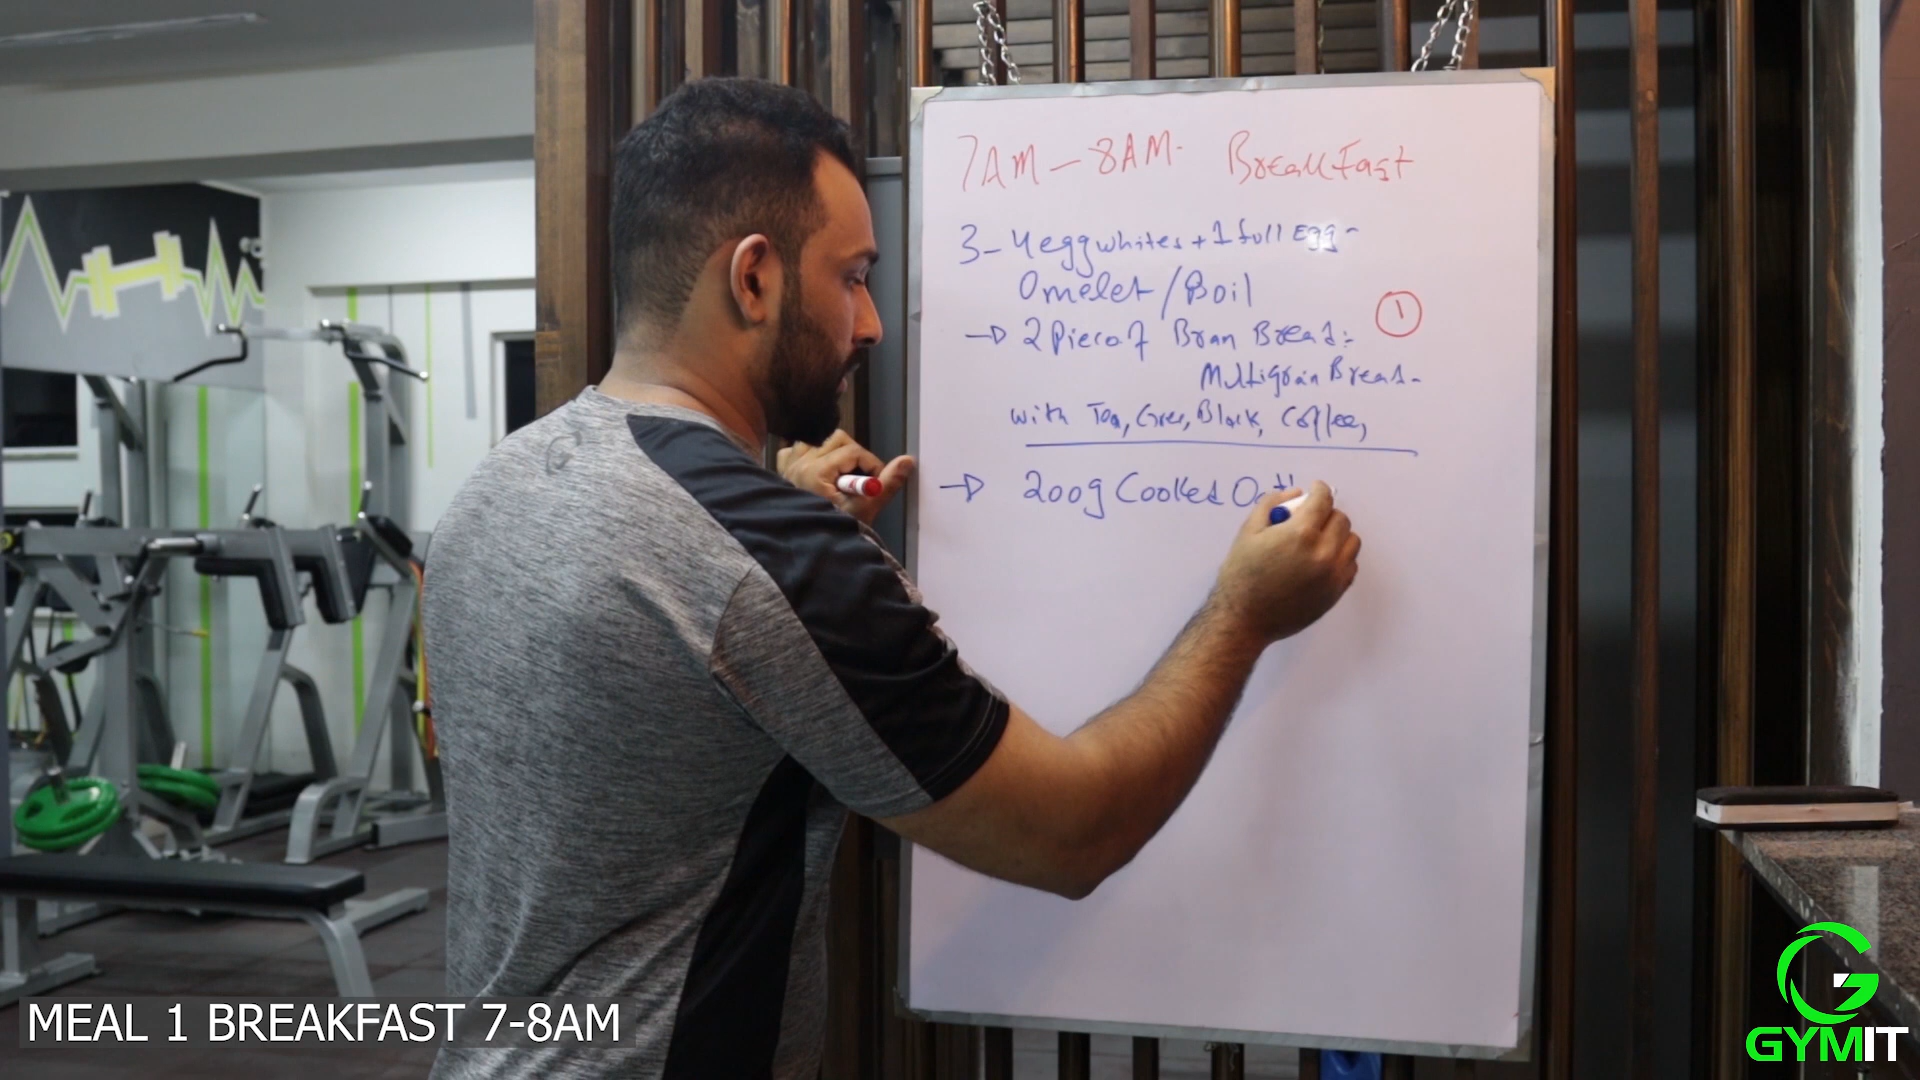 7AM - 8AM. Breakfast
3-4 egg whites + 1 full Egg -
Omelet / Boil
→ 2 Piece of Bran Bread:
1
Multigrain Bread -
with Tea, Gree, Black, Coffee,
→ 200g Cooked
MEAL 1 BREAKFAST 7-8AM
GYMIT